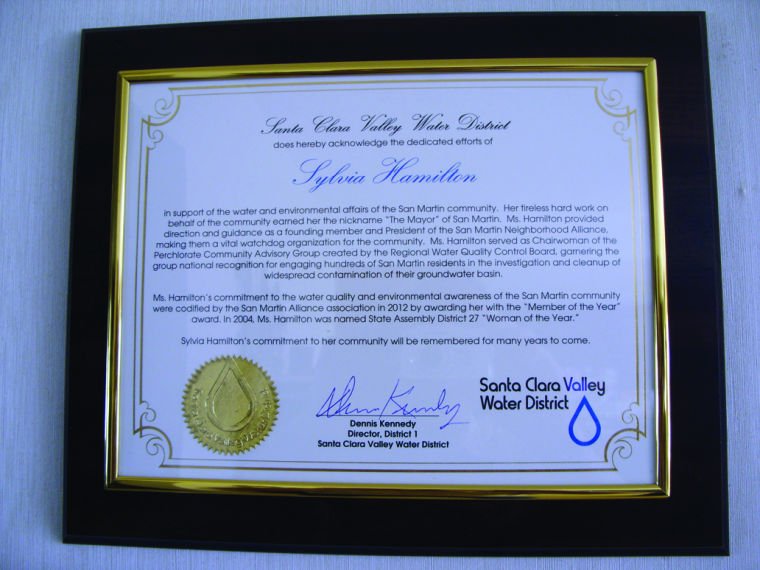 Santa Clara Valley Water District
does hereby acknowledge the dedicated efforts of
Sylvia Hamilton
in support of the water and environmental affairs of the San Martin community. Her tireless hard work on
behalf of the community earned her the nickname "The Mayor" of San Martin. Ms. Hamilton provided
direction and guidance as a founding member and President of the San Martin Neighborhood Alliance,
making them a vital watchdog organization for the community. Ms. Hamilton served as Chairwoman of the
Perchlorate Community Advisory Group created by the Regional Water Quality Control Board, garnering the
group national recognition for engaging hundreds of San Martin residents in the investigation and cleanup of
widespread contamination of their groundwater basin.
Ms. Hamilton's commitment to the water quality and environmental awareness of the San Martin community
were codified by the San Martin Alliance association in 2012 by awarding her with the "Member of the Year"
award. In 2004, Ms. Hamilton was named State Assembly District 27 "Woman of the Year."
Sylvia Hamilton's commitment to her community will be remembered for many years to come.
Dennis Kennedy
Dennis Kennedy
Director, District 1
Santa Clara Valley Water District
Santa Clara Valley
Water District